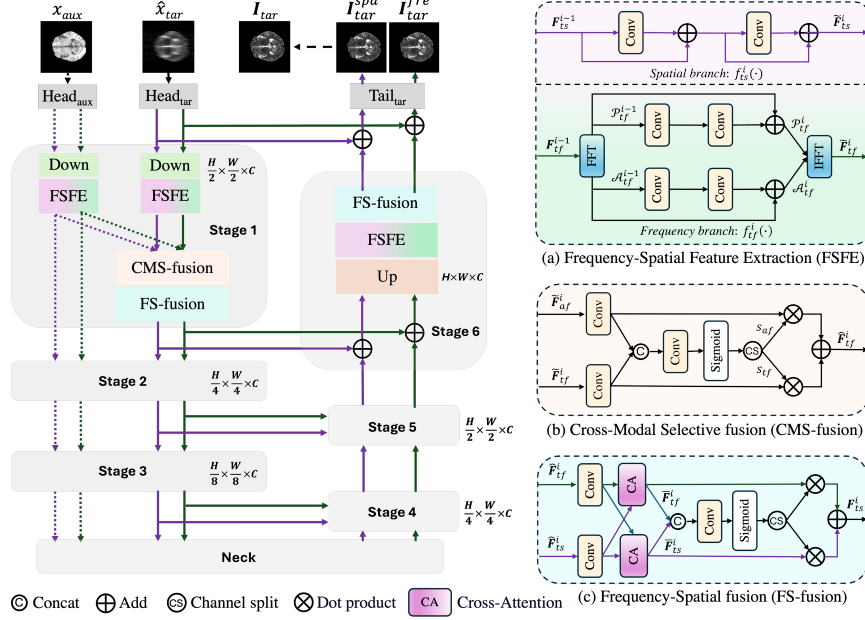 x_aux
x̂_tar
I_tar
I_tar^spa
I_tar^fre
Head_aux
Head_tar
Tail_tar
Down
Down
H/2 × W/2 × C
FSFE
FSFE
Stage 1
CMS-fusion
FS-fusion
FS-fusion
FSFE
Up
H×W×C
Stage 6
Stage 2
H/4 × W/4 × C
Stage 5
H/2 × W/2 × C
Stage 3
H/8 × W/8 × C
Stage 4
H/4 × W/4 × C
Neck
F_ts^{i-1}
Conv
Conv
F̃_ts^i
Spatial branch: f_ts^i(·)
P_tf^{i-1}
Conv
Conv
P_tf^i
F_tf^{i-1}
FFT
IFFT
F̃_tf^i
A_tf^{i-1}
Conv
Conv
A_tf^i
Frequency branch: f_tf^i(·)
(a) Frequency-Spatial Feature Extraction (FSFE)
F̃_af^i
Conv
C
Conv
Sigmoid
CS
s_af
F̂_tf^i
F̃_tf^i
Conv
s_tf
(b) Cross-Modal Selective fusion (CMS-fusion)
F̂_tf^i
Conv
CA
F̄_tf^i
C
Conv
Sigmoid
CS
F_ts^i
F̂_ts^i
Conv
CA
F̄_ts^i
(c) Frequency-Spatial fusion (FS-fusion)
C Concat
Add
CS Channel split
Dot product
CA Cross-Attention